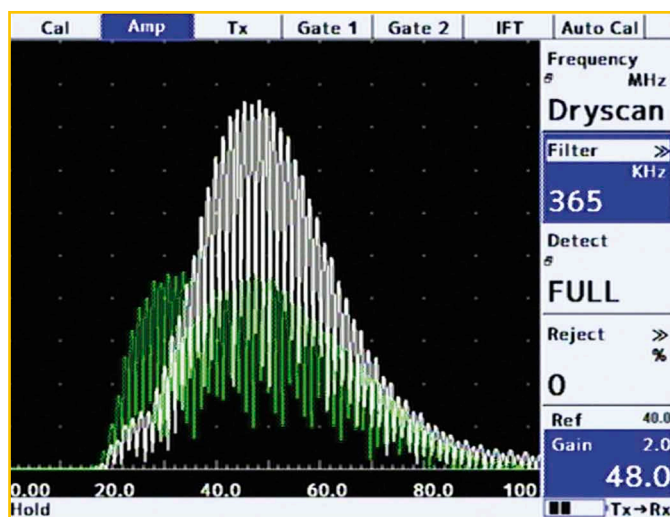 Cal Amp Tx Gate 1 Gate 2 IFT Auto Cal
Frequency
MHz
Dryscan
Filter »
KHz
365
Detect
FULL
Reject »
%
0
Ref 40.0
Gain 2.0
48.0
0.00 20.0 40.0 60.0 80.0 100
Hold
Tx→Rx